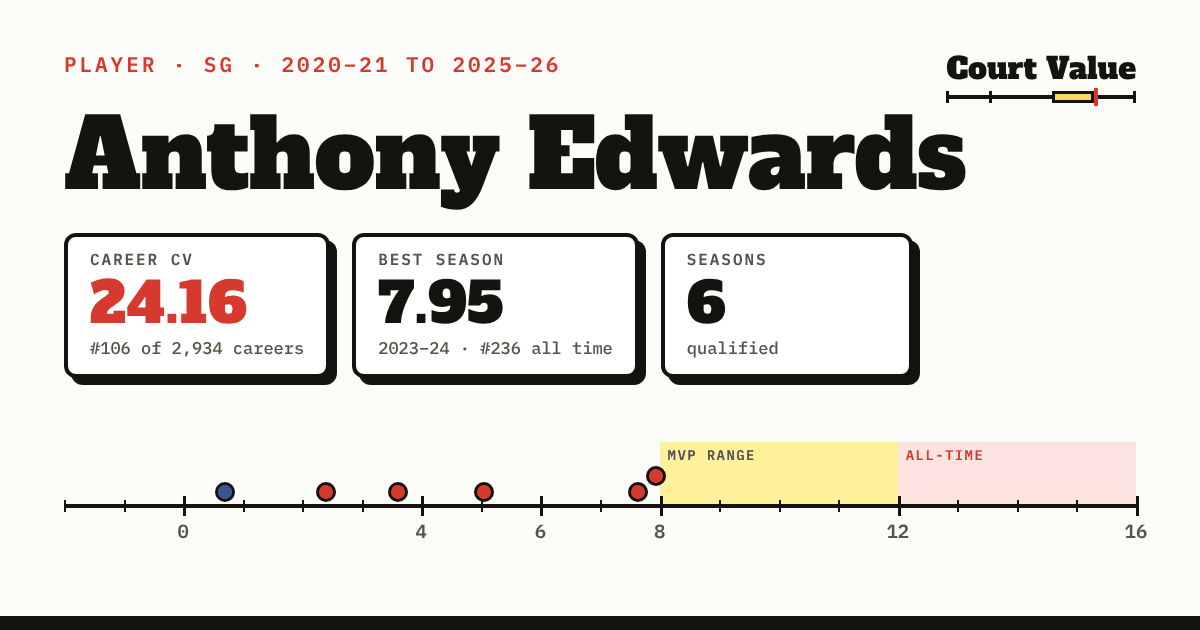 PLAYER · SG · 2020–21 TO 2025–26
Court Value
Anthony Edwards
CAREER CV
24.16
#106 of 2,934 careers
BEST SEASON
7.95
2023–24 · #236 all time
SEASONS
6
qualified
MVP RANGE
ALL-TIME
0
4
6
8
12
16